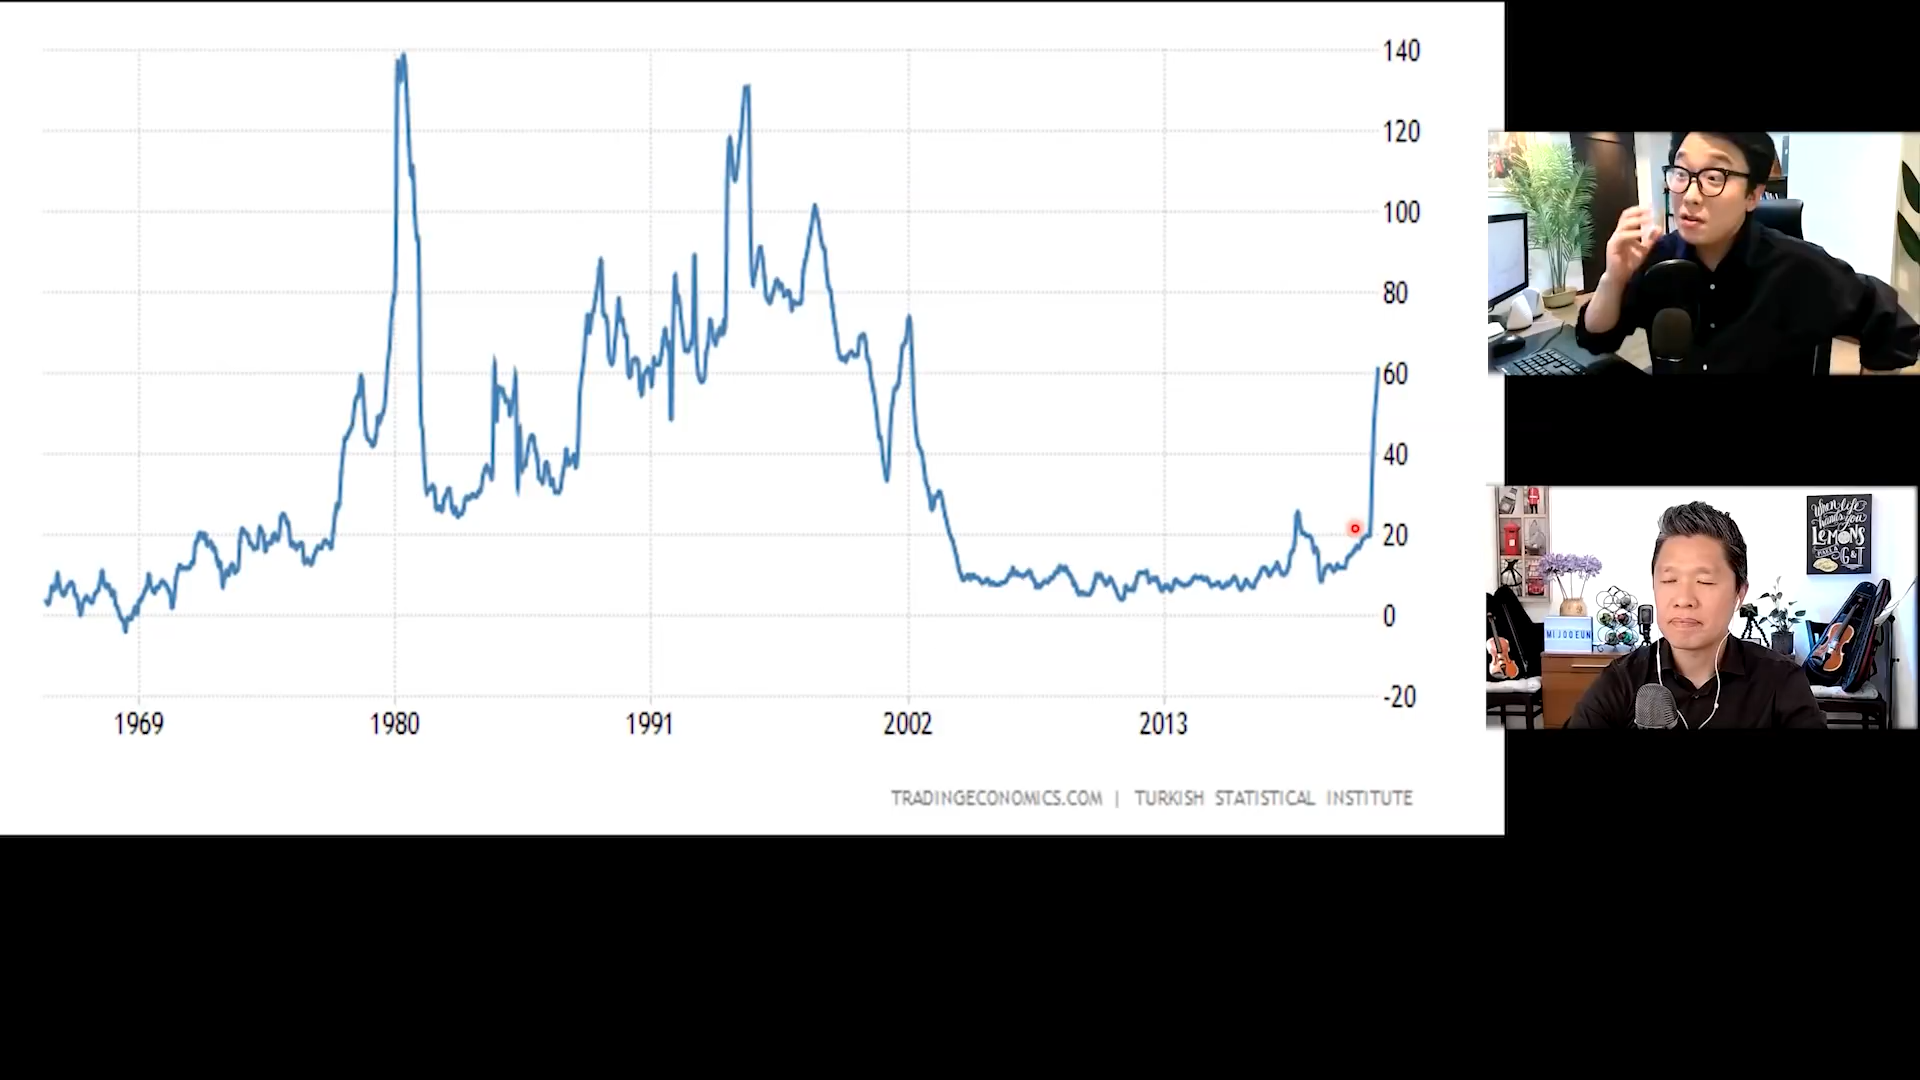 140
120
100
80
60
40
20
0
-20
1969 1980 1991 2002 2013
TRADINGECONOMICS.COM | TURKISH STATISTICAL INSTITUTE
When life
hands you
LEMONS
MAKE A
G&T
MIJOOEUN